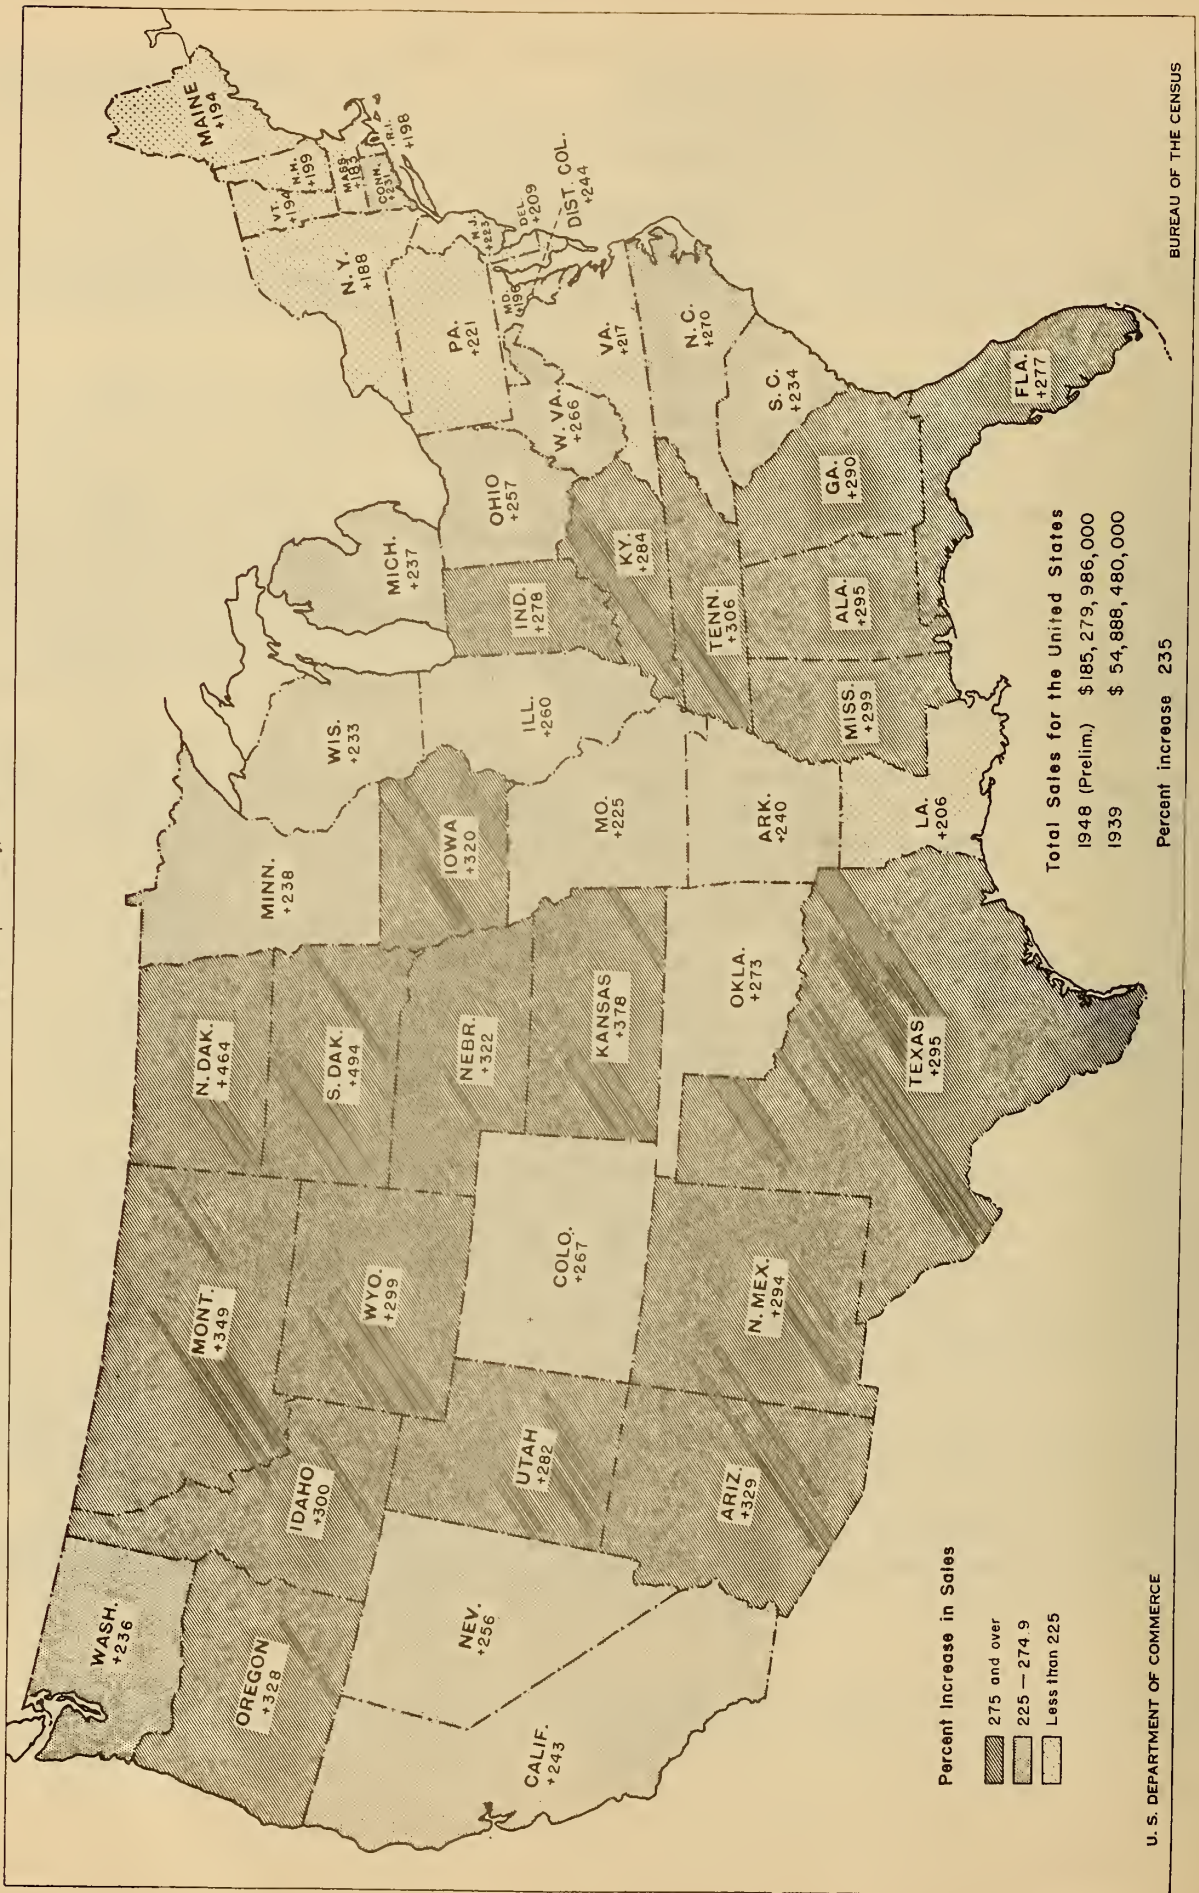 WASH.
+236
OREGON
+328
CALIF.
+243
NEV.
+256
IDAHO
+300
MONT.
+349
WYO.
+299
UTAH
+282
ARIZ.
+329
COLO.
+267
N. MEX.
+294
N. DAK.
+464
S. DAK.
+494
NEBR.
+322
KANSAS
+378
OKLA.
+273
TEXAS
+295
MINN.
+238
IOWA
+320
MO.
+225
ARK.
+240
LA.
+206
WIS.
+233
ILL.
+260
MICH.
+237
IND.
+278
OHIO
+257
KY.
+284
TENN.
+306
MISS.
+299
ALA.
+295
GA.
+290
FLA.
+277
S. C.
+234
N. C.
+270
VA.
+217
W. VA.
+266
MD.
+196
DEL.
+209
DIST. COL.
+244
PA.
+221
N.J.
+223
N. Y.
+188
VT.
+194
N.H.
+199
MAINE
+194
MASS.
+183
CONN.
+231
R.I.
+198
Percent Increase in Sales
275 and over
225 — 274.9
Less than 225
Total Sales for the United States
1948 (Prelim.) $185,279,986,000
1939 $ 54,888,480,000
Percent increase 235
U. S. DEPARTMENT OF COMMERCE
BUREAU OF THE CENSUS